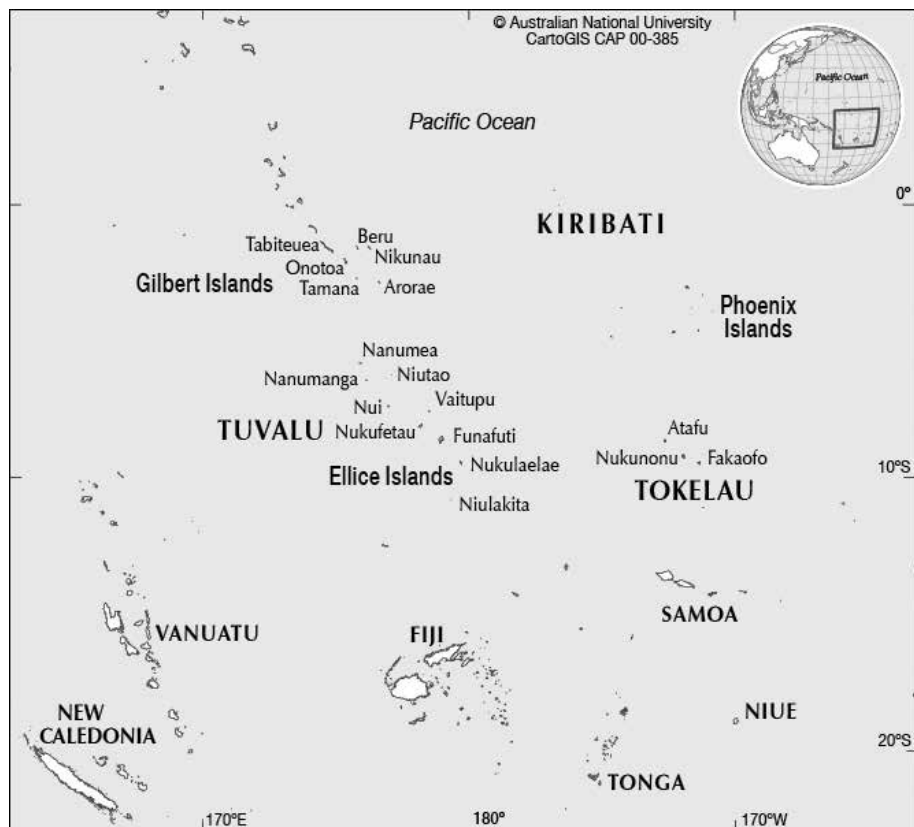 © Australian National University
CartoGIS CAP 00-385
Pacific Ocean
Pacific Ocean
0°
KIRIBATI
Beru
Tabiteuea
Nikunau
Onotoa
Gilbert Islands
Tamana
Arorae
Phoenix
Islands
Nanumea
Nanumanga
Niutao
Vaitupu
Nui
TUVALU
Nukufetau
Funafuti
Atafu
Nukunonu
Fakaofo
Ellice Islands
Nukulaelae
10°S
TOKELAU
Niulakita
SAMOA
VANUATU
FIJI
NEW
CALEDONIA
NIUE
20°S
TONGA
170°E
180°
170°W